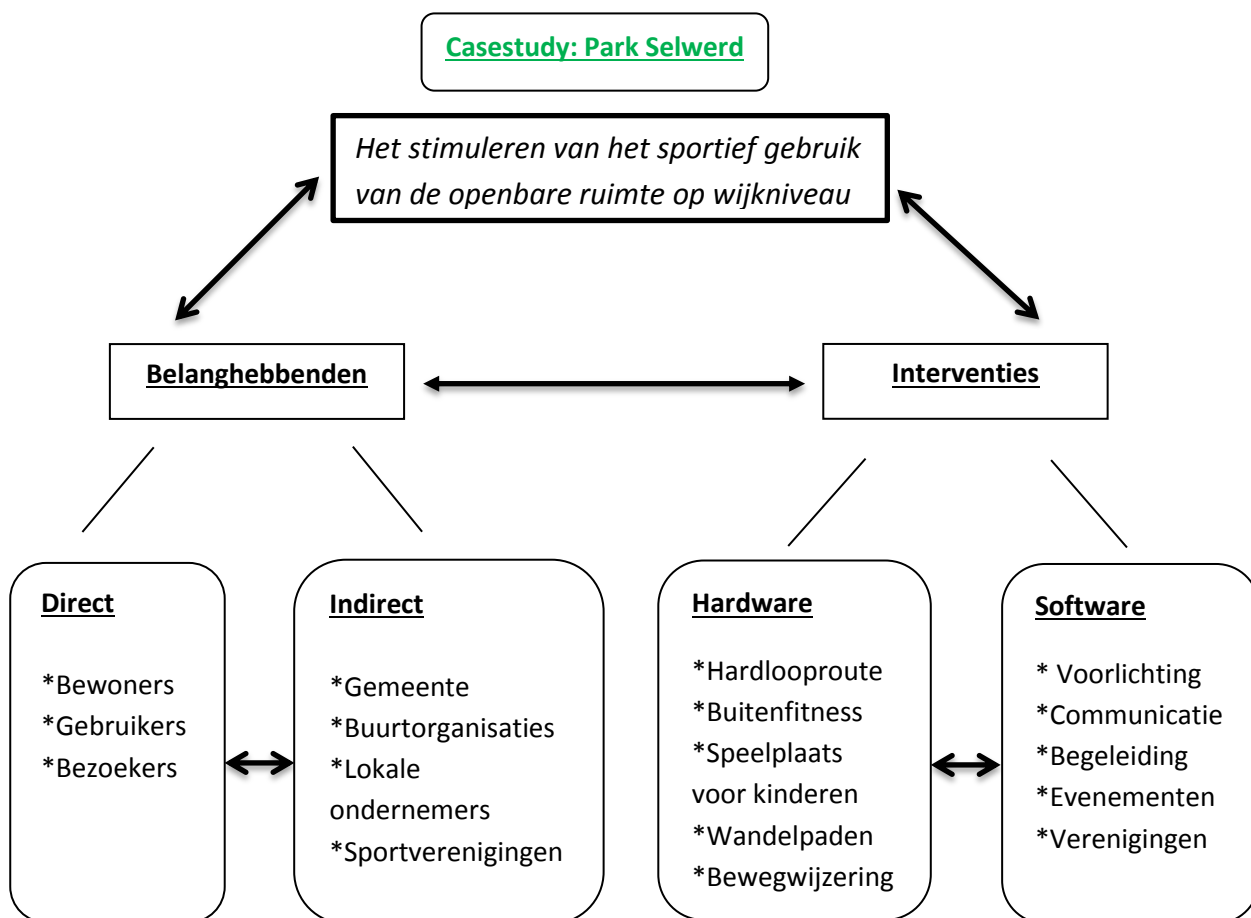 Casestudy: Park Selwerd
Het stimuleren van het sportief gebruik
van de openbare ruimte op wijkniveau
Belanghebbenden
Interventies
Direct
*Bewoners
*Gebruikers
*Bezoekers
Indirect
*Gemeente
*Buurtorganisaties
*Lokale
ondernemers
*Sportverenigingen
Hardware
*Hardlooproute
*Buitenfitness
*Speelplaats
voor kinderen
*Wandelpaden
*Bewegwijzering
Software
* Voorlichting
*Communicatie
*Begeleiding
*Evenementen
*Verenigingen